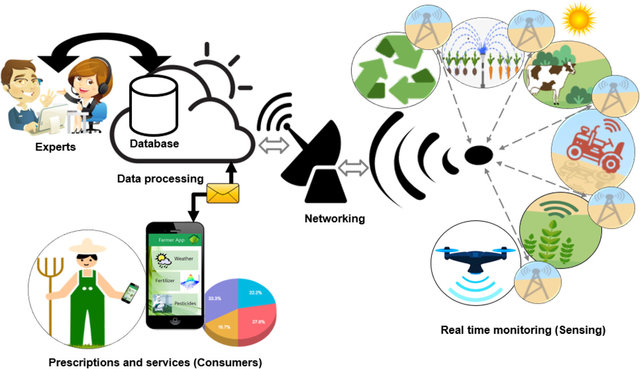 Experts
Database
Data processing
Networking
Farmer App
Weather
Fertilizer
Pesticides
33.3%
22.2%
16.7%
27.8%
Real time monitoring (Sensing)
Prescriptions and services (Consumers)